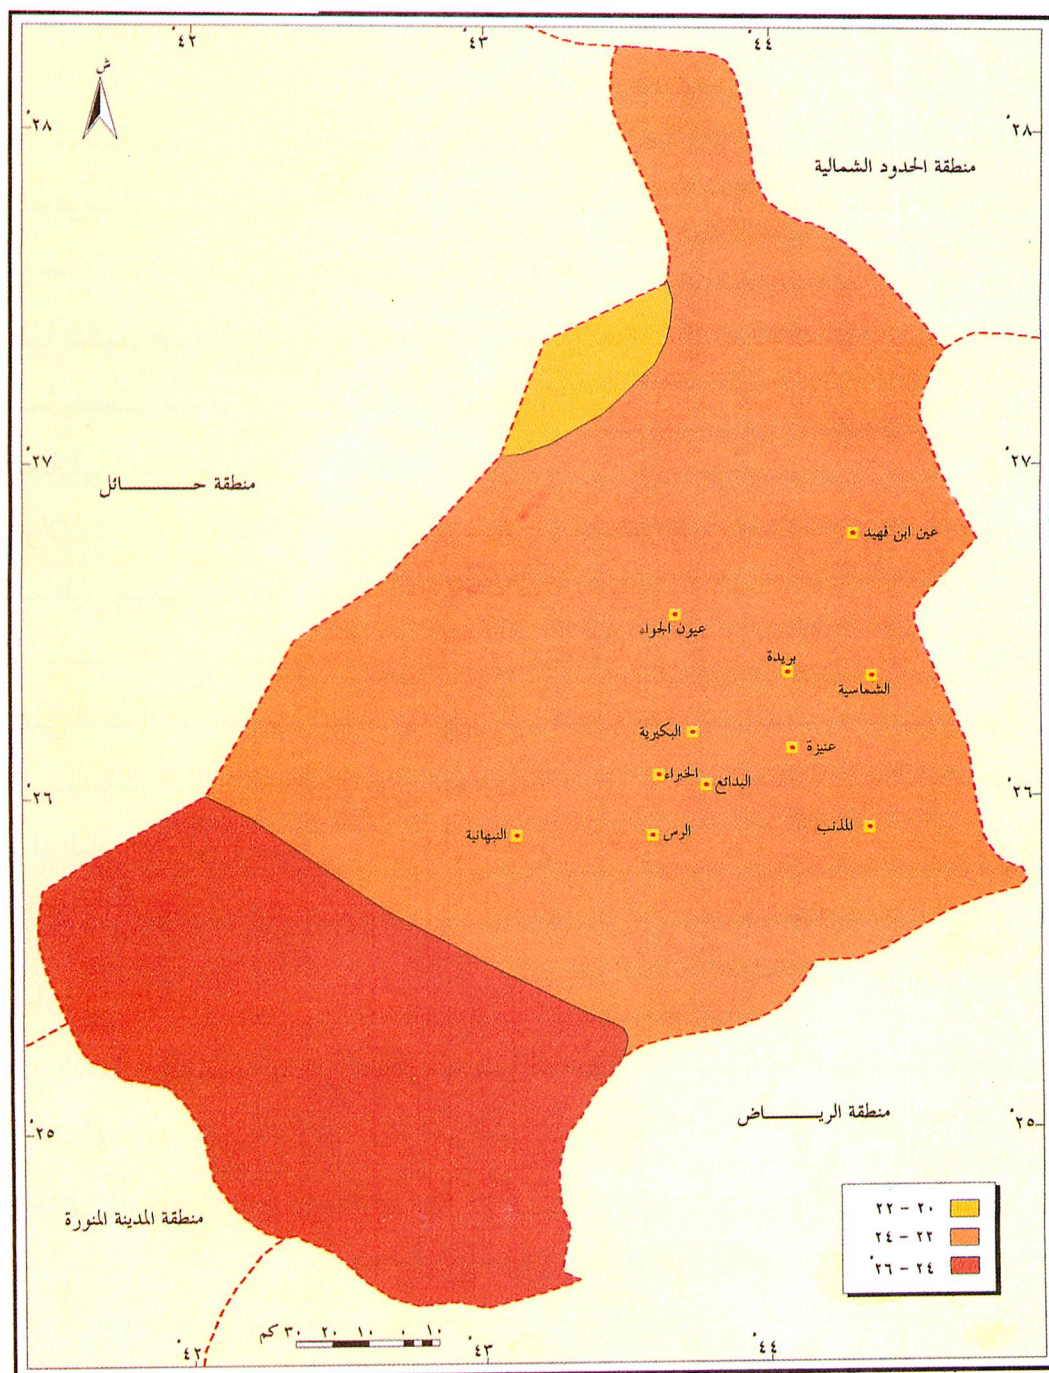 ش
°٤٢
°٤٣
°٤٤
°٢٨
°٢٨
منطقة الحدود الشمالية
°٢٧
°٢٧
منطقة حـــــائل
عين ابن فهيد
عيون الجواء
بريدة
الشماسية
البكيرية
عنيزة
الخبراء
البدائع
°٢٦
°٢٦
النبهانية
الرس
المذنب
منطقة الريـــــاض
°٢٥
°٢٥
منطقة المدينة المنورة
٢٠ – ٢٢
٢٢ – ٢٤
٢٤ – ٢٦°
١٠ ٠ ١٠ ٢٠ ٣٠ كم
°٤٢
°٤٣
°٤٤